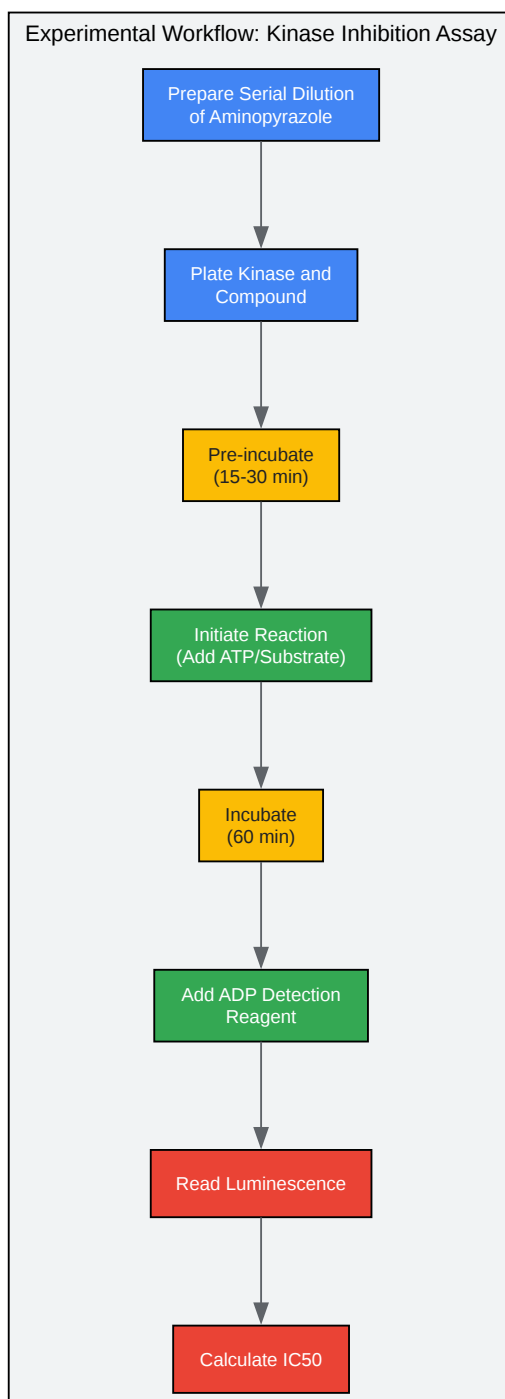 Experimental Workflow: Kinase Inhibition Assay
Prepare Serial Dilution
of Aminopyrazole
Plate Kinase and
Compound
Pre-incubate
(15-30 min)
Initiate Reaction
(Add ATP/Substrate)
Incubate
(60 min)
Add ADP Detection
Reagent
Read Luminescence
Calculate IC50